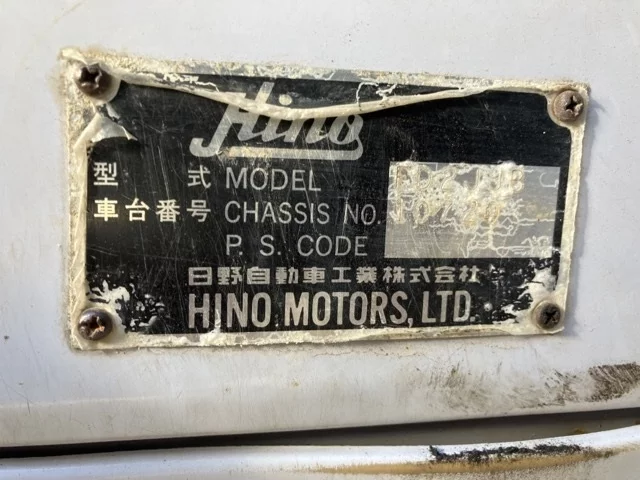 Hino
型 式 MODEL
車台番号 CHASSIS NO.
P. S. CODE
日野自動車工業株式会社
HINO MOTORS, LTD.